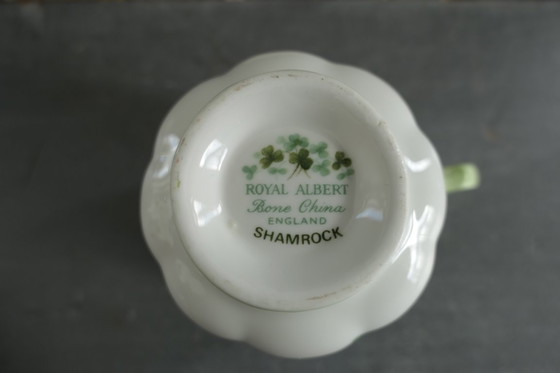 ROYAL ALBERT
Bone China
ENGLAND
SHAMROCK